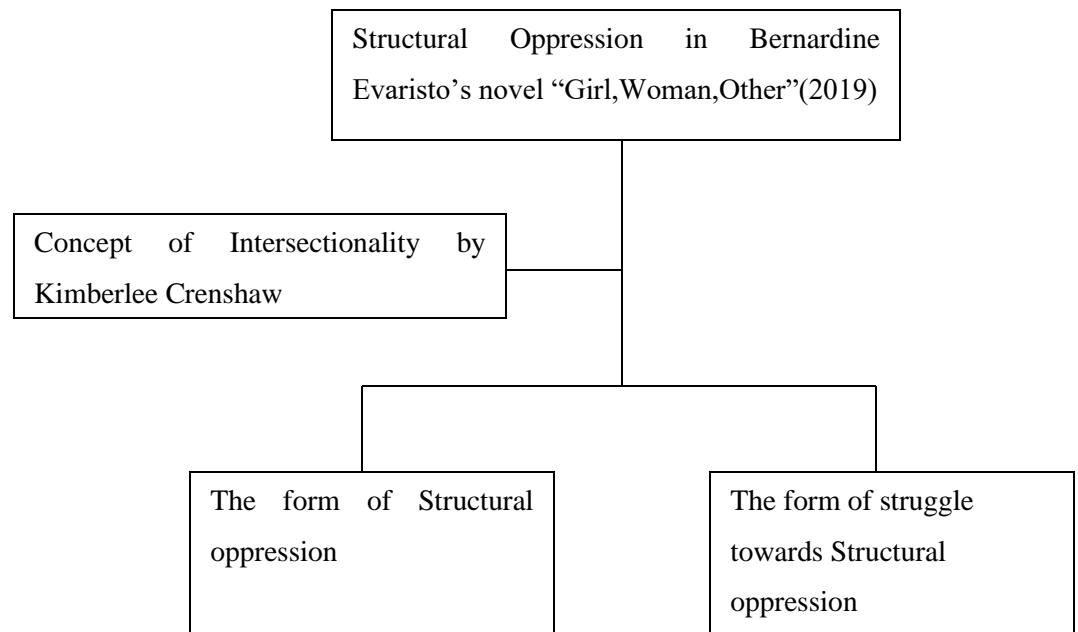 Structural Oppression in Bernardine
Evaristo’s novel “Girl,Woman,Other”(2019)
Concept of Intersectionality by
Kimberlee Crenshaw
The form of Structural
oppression
The form of struggle
towards Structural
oppression